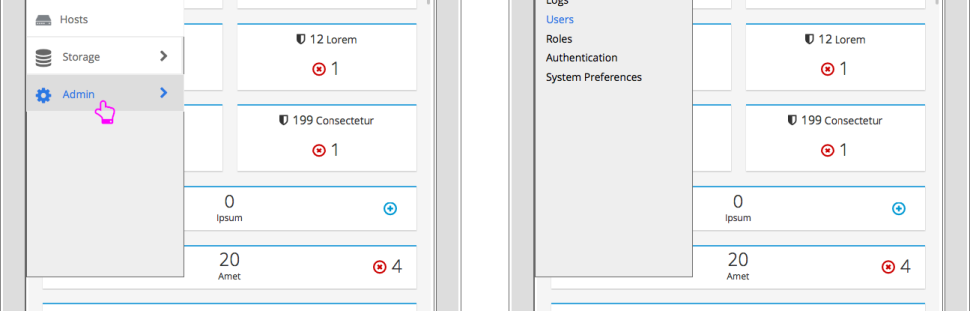 Hosts
12 Lorem
Storage
1
Admin
199 Consectetur
1
0
Ipsum
20
4
Amet
Logs
Users
Roles
12 Lorem
Authentication
1
System Preferences
199 Consectetur
1
0
Ipsum
20
4
Amet